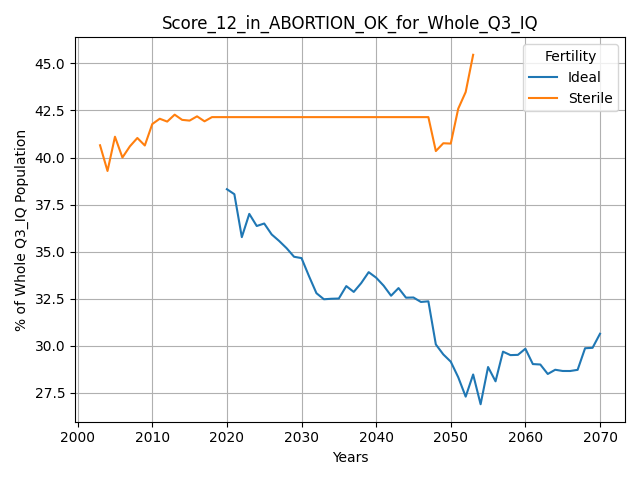 Score_12_in_ABORTION_OK_for_Whole_Q3_IQ
% of Whole Q3_IQ Population
45.0
42.5
40.0
37.5
35.0
32.5
30.0
27.5
Fertility
Ideal
Sterile
2000 2010 2020 2030 2040 2050 2060 2070
Years